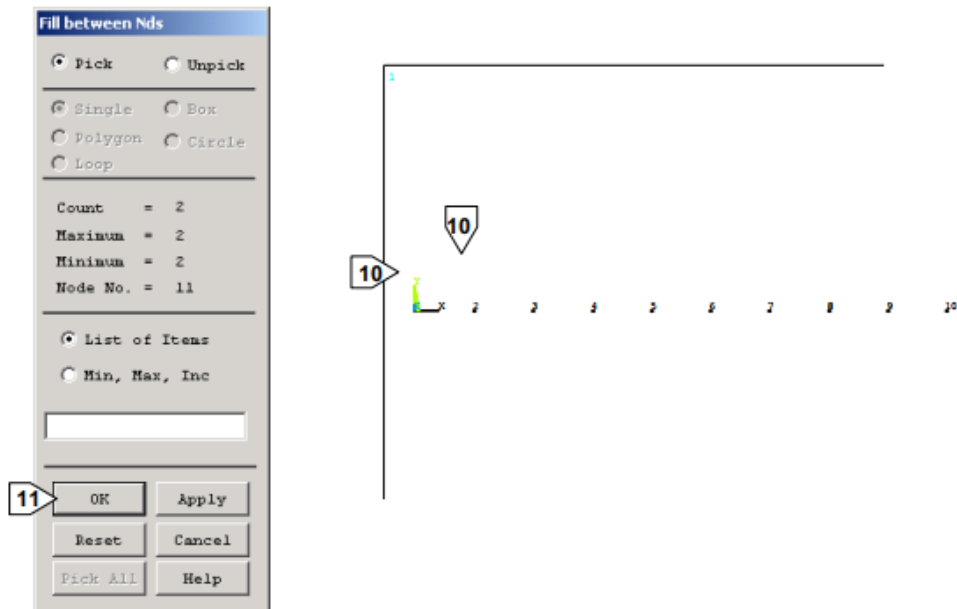 Fill between Nds
Pick Unpick
Single Box
Polygon Circle
Loop
Count = 2
Maximum = 2
Minimum = 2
Node No. = 11
List of Items
Min, Max, Inc
11
OK Apply
Reset Cancel
Pick All Help
1
10
10
X 2 3 4 5 6 7 8 9 10